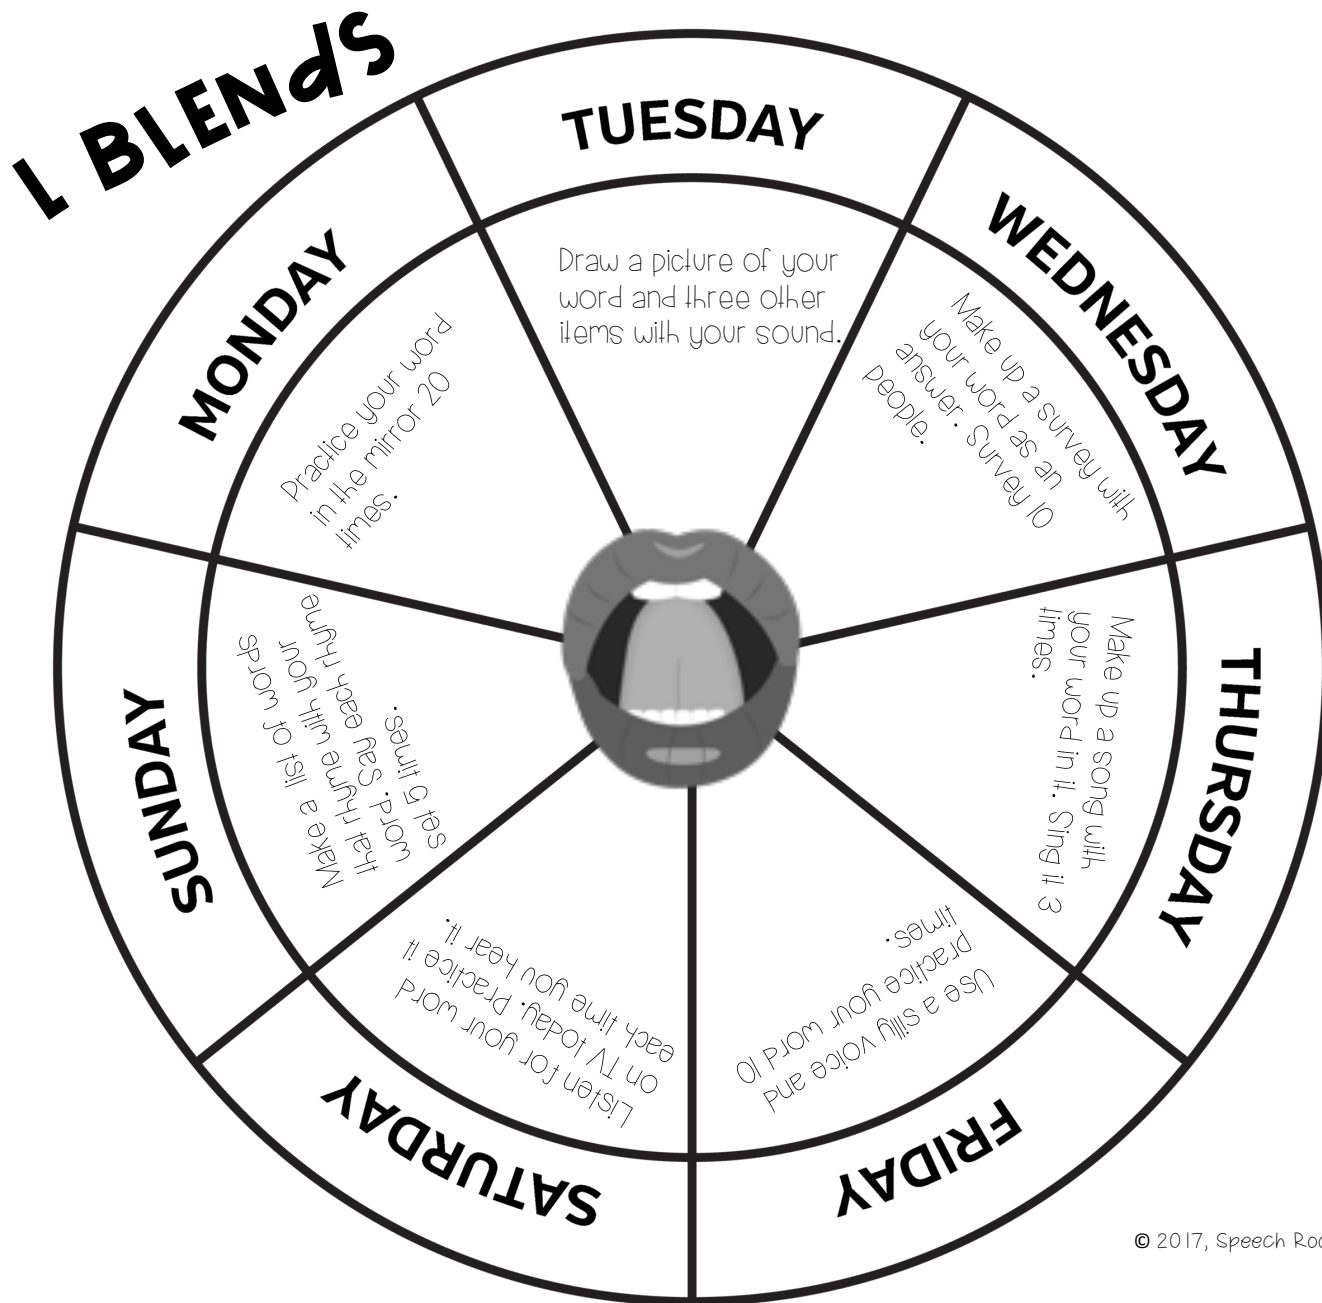 L BLENDS
MONDAY
Practice your word
in the mirror 20
times.
TUESDAY
Draw a picture of your
word and three other
items with your sound.
WEDNESDAY
Make up a survey with
your word as an
answer. Survey 10
people.
THURSDAY
Make up a song with
your word in it. Sing it 3
times.
FRIDAY
Use a silly voice and
practice your word 10
times.
SATURDAY
Listen for your word
on TV today. Practice it
each time you hear it.
SUNDAY
Make a list of words
that rhyme with your
word. Say each rhyme
set 5 times.
© 2017, Speech